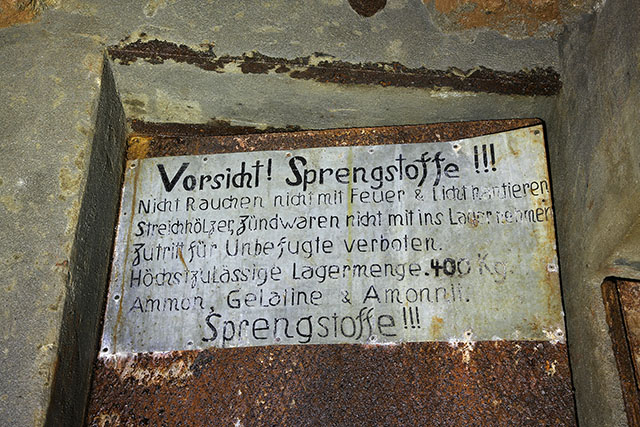 Vorsicht! Sprengstoffe !!!
Nicht Rauchen nicht mit Feuer & Licht hantieren
Streichhölzer, Zündwaren nicht mit ins Lager nehmen
Zutritt für Unbefugte verboten.
Höchstzulässige Lagermenge. 400 Kg.
Ammon, Gelatine & Amonnit.
Sprengstoffe!!!